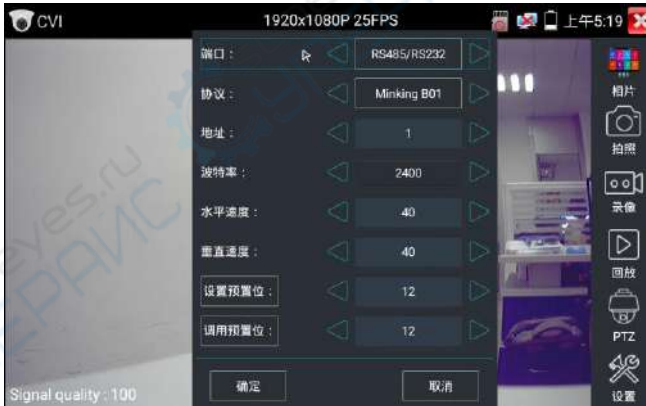 CVI
1920x1080P 25FPS
上午5:19
端口：
RS485/RS232
协议：
Minking B01
地址：
1
波特率：
2400
水平速度：
40
垂直速度：
40
设置预置位：
12
调用预置位：
12
确定
取消
Signal quality : 100
相片
拍照
录像
回放
PTZ
设置